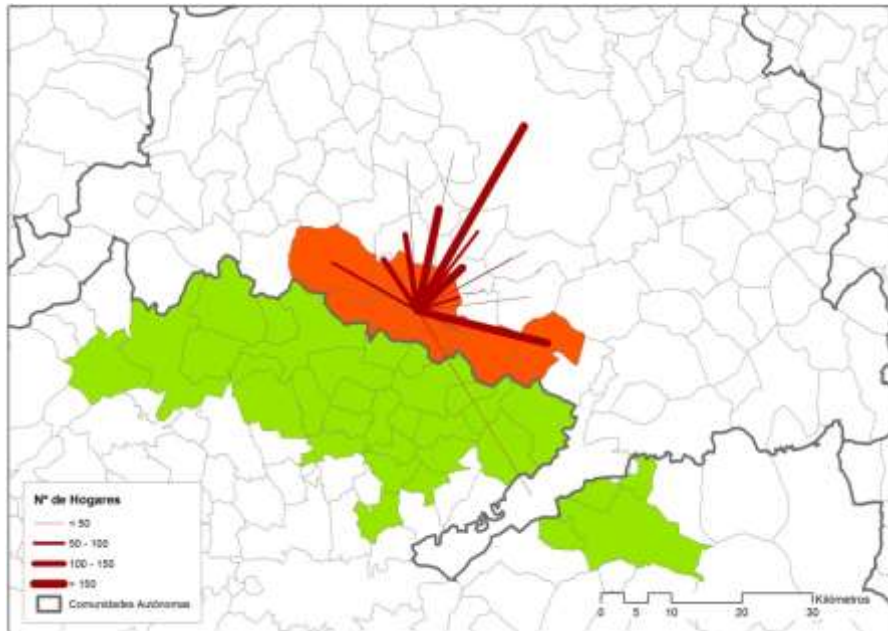 Nº de Hogares
< 50
50 - 100
100 - 150
> 150
Comunidades Autónomas
Kilómetros
0 5 10 20 30